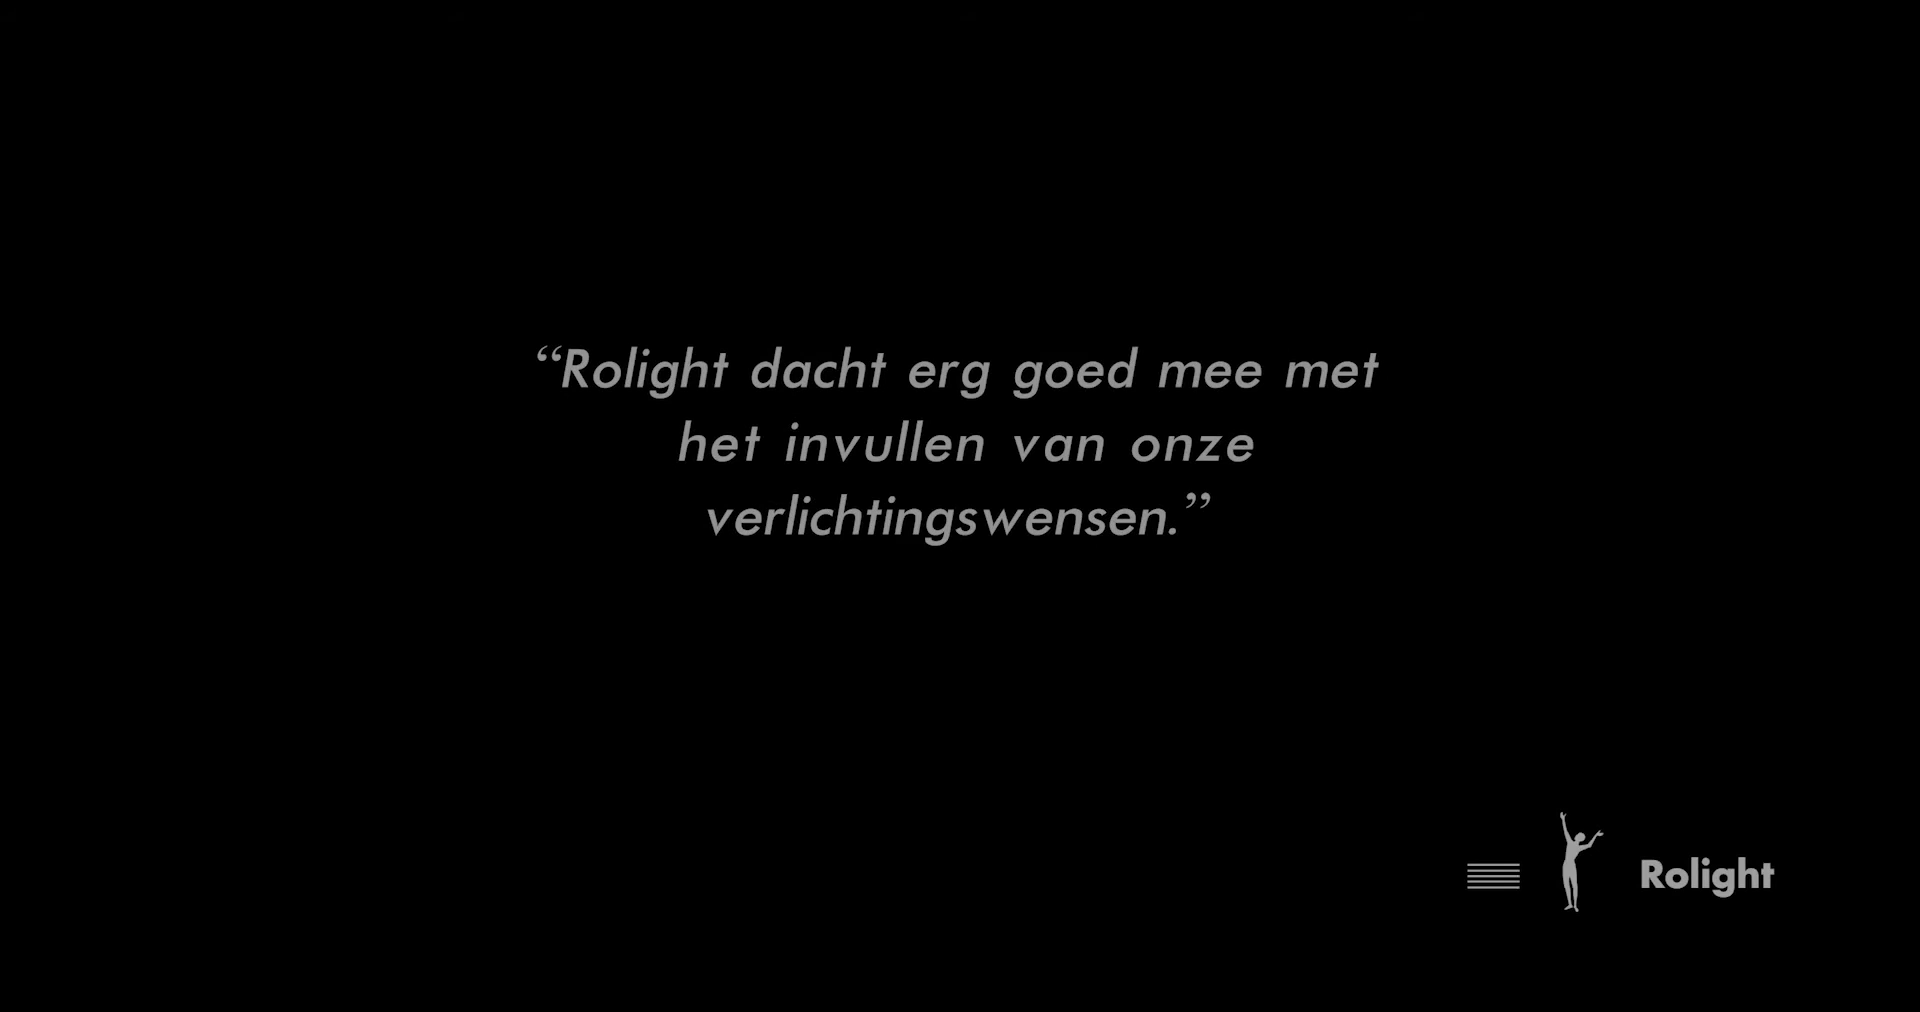 “Rolight dacht erg goed mee met
het invullen van onze
verlichtingswensen.”
Rolight